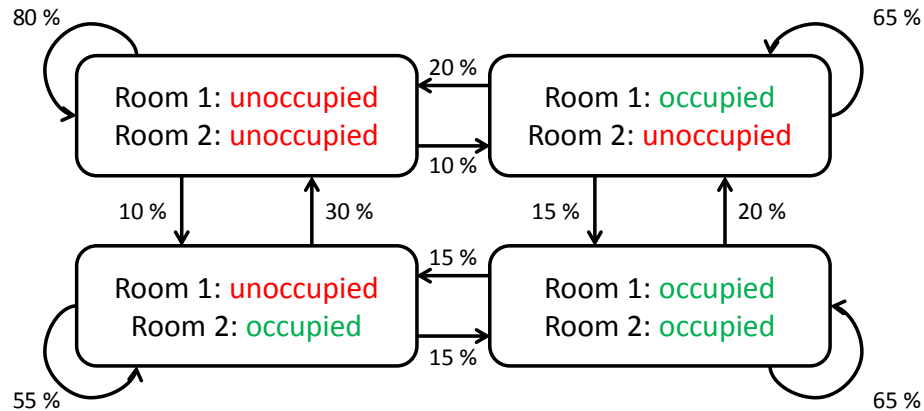 80 %
65 %
Room 1: unoccupied
Room 2: unoccupied
20 %
10 %
Room 1: occupied
Room 2: unoccupied
10 %
30 %
15 %
20 %
Room 1: unoccupied
Room 2: occupied
15 %
15 %
Room 1: occupied
Room 2: occupied
55 %
65 %